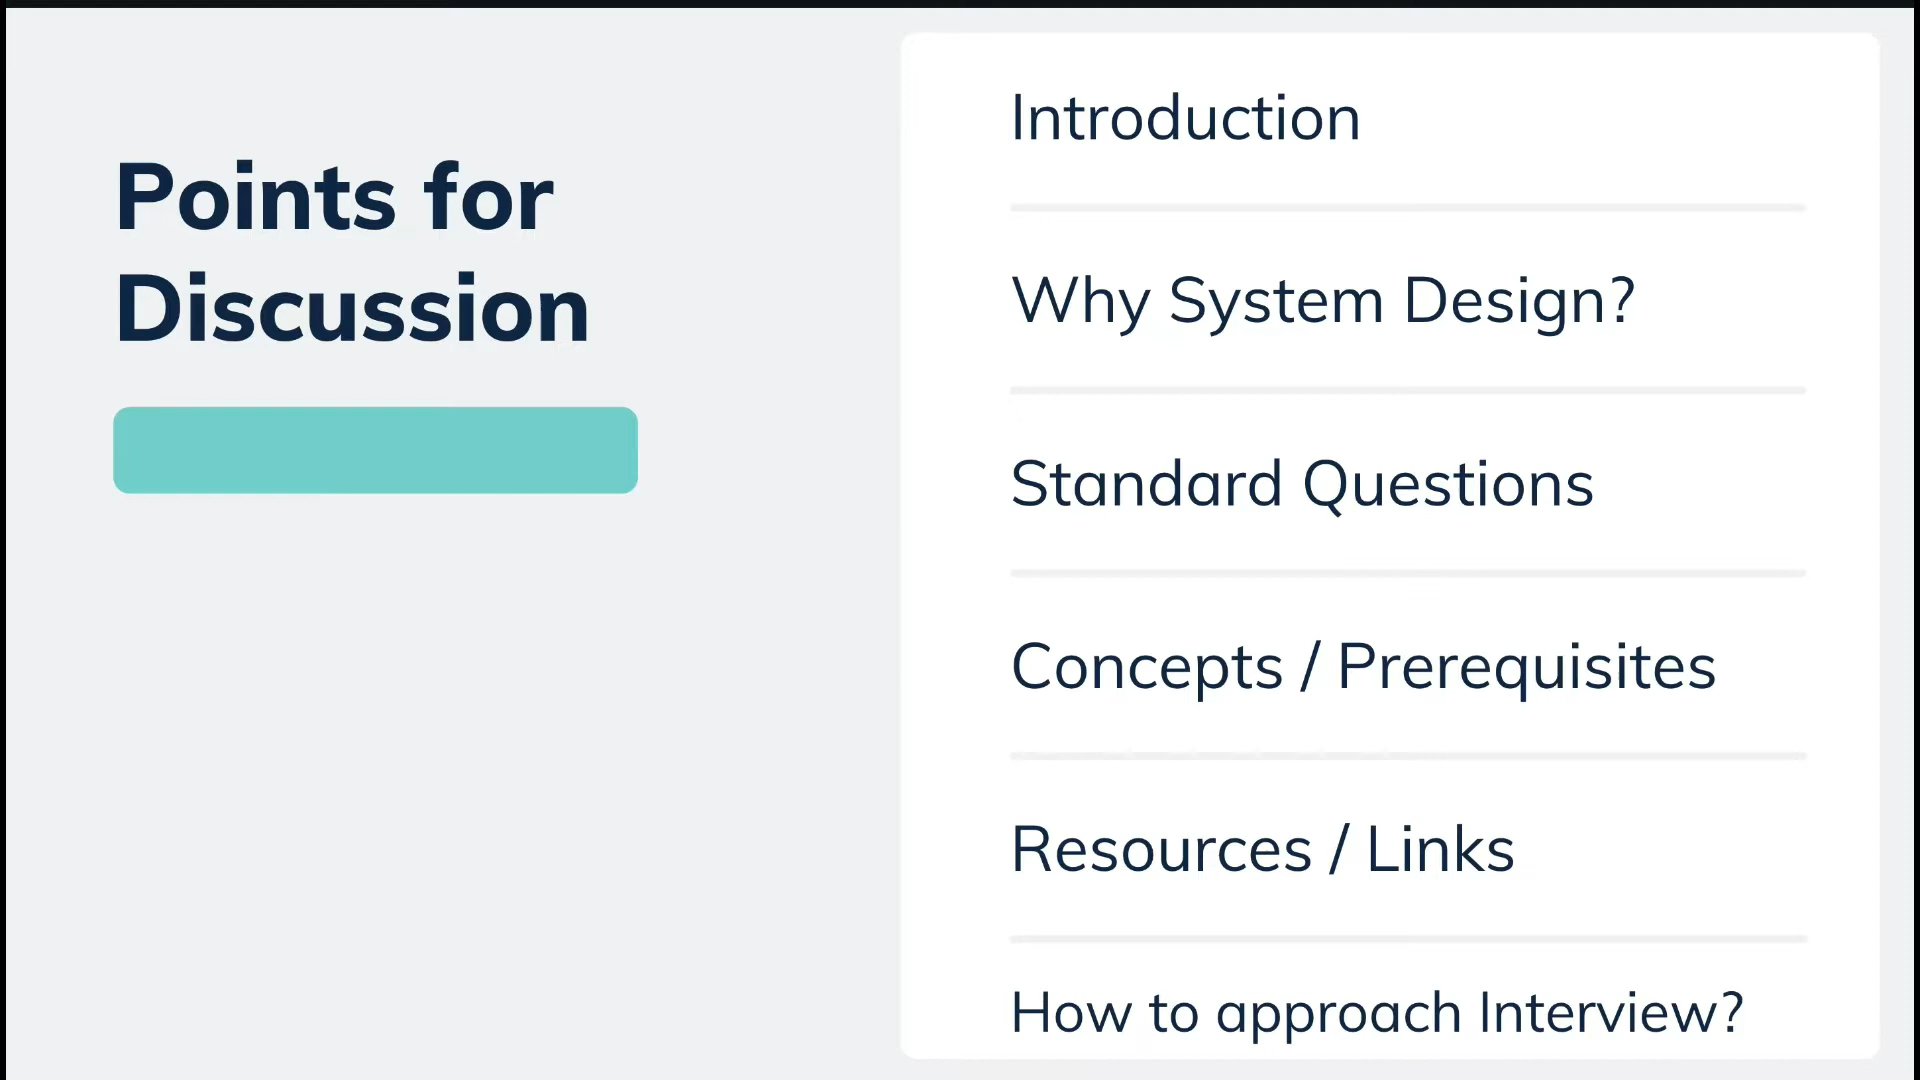 Points for
Discussion
Introduction
Why System Design?
Standard Questions
Concepts / Prerequisites
Resources / Links
How to approach Interview?